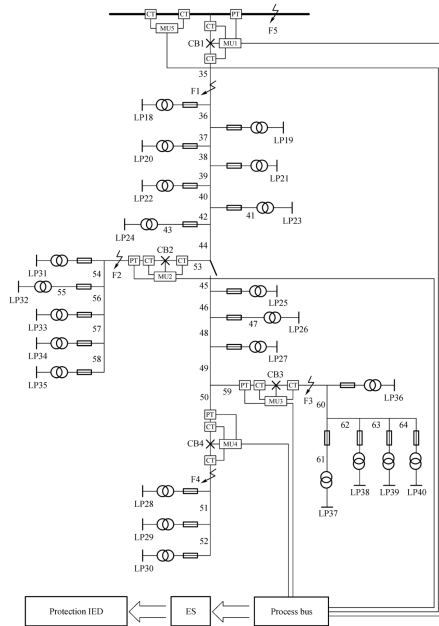 CT
CT
PT
F5
MU5
CB1
MU1
CT
35
F1
36
LP18
37
LP19
LP20
38
39
LP21
LP22
40
42
41
LP23
LP24
43
44
CB2
LP31
54
F2
PT
CT
CT
53
MU2
55
LP32
56
LP33
57
LP34
58
LP35
45
LP25
46
47
LP26
48
LP27
49
CB3
PT
CT
CT
59
MU3
F3
60
LP36
50
PT
CT
CB4
MU4
CT
F4
62
63
64
61
LP37
LP38
LP39
LP40
LP28
51
LP29
52
LP30
Protection IED
ES
Process bus